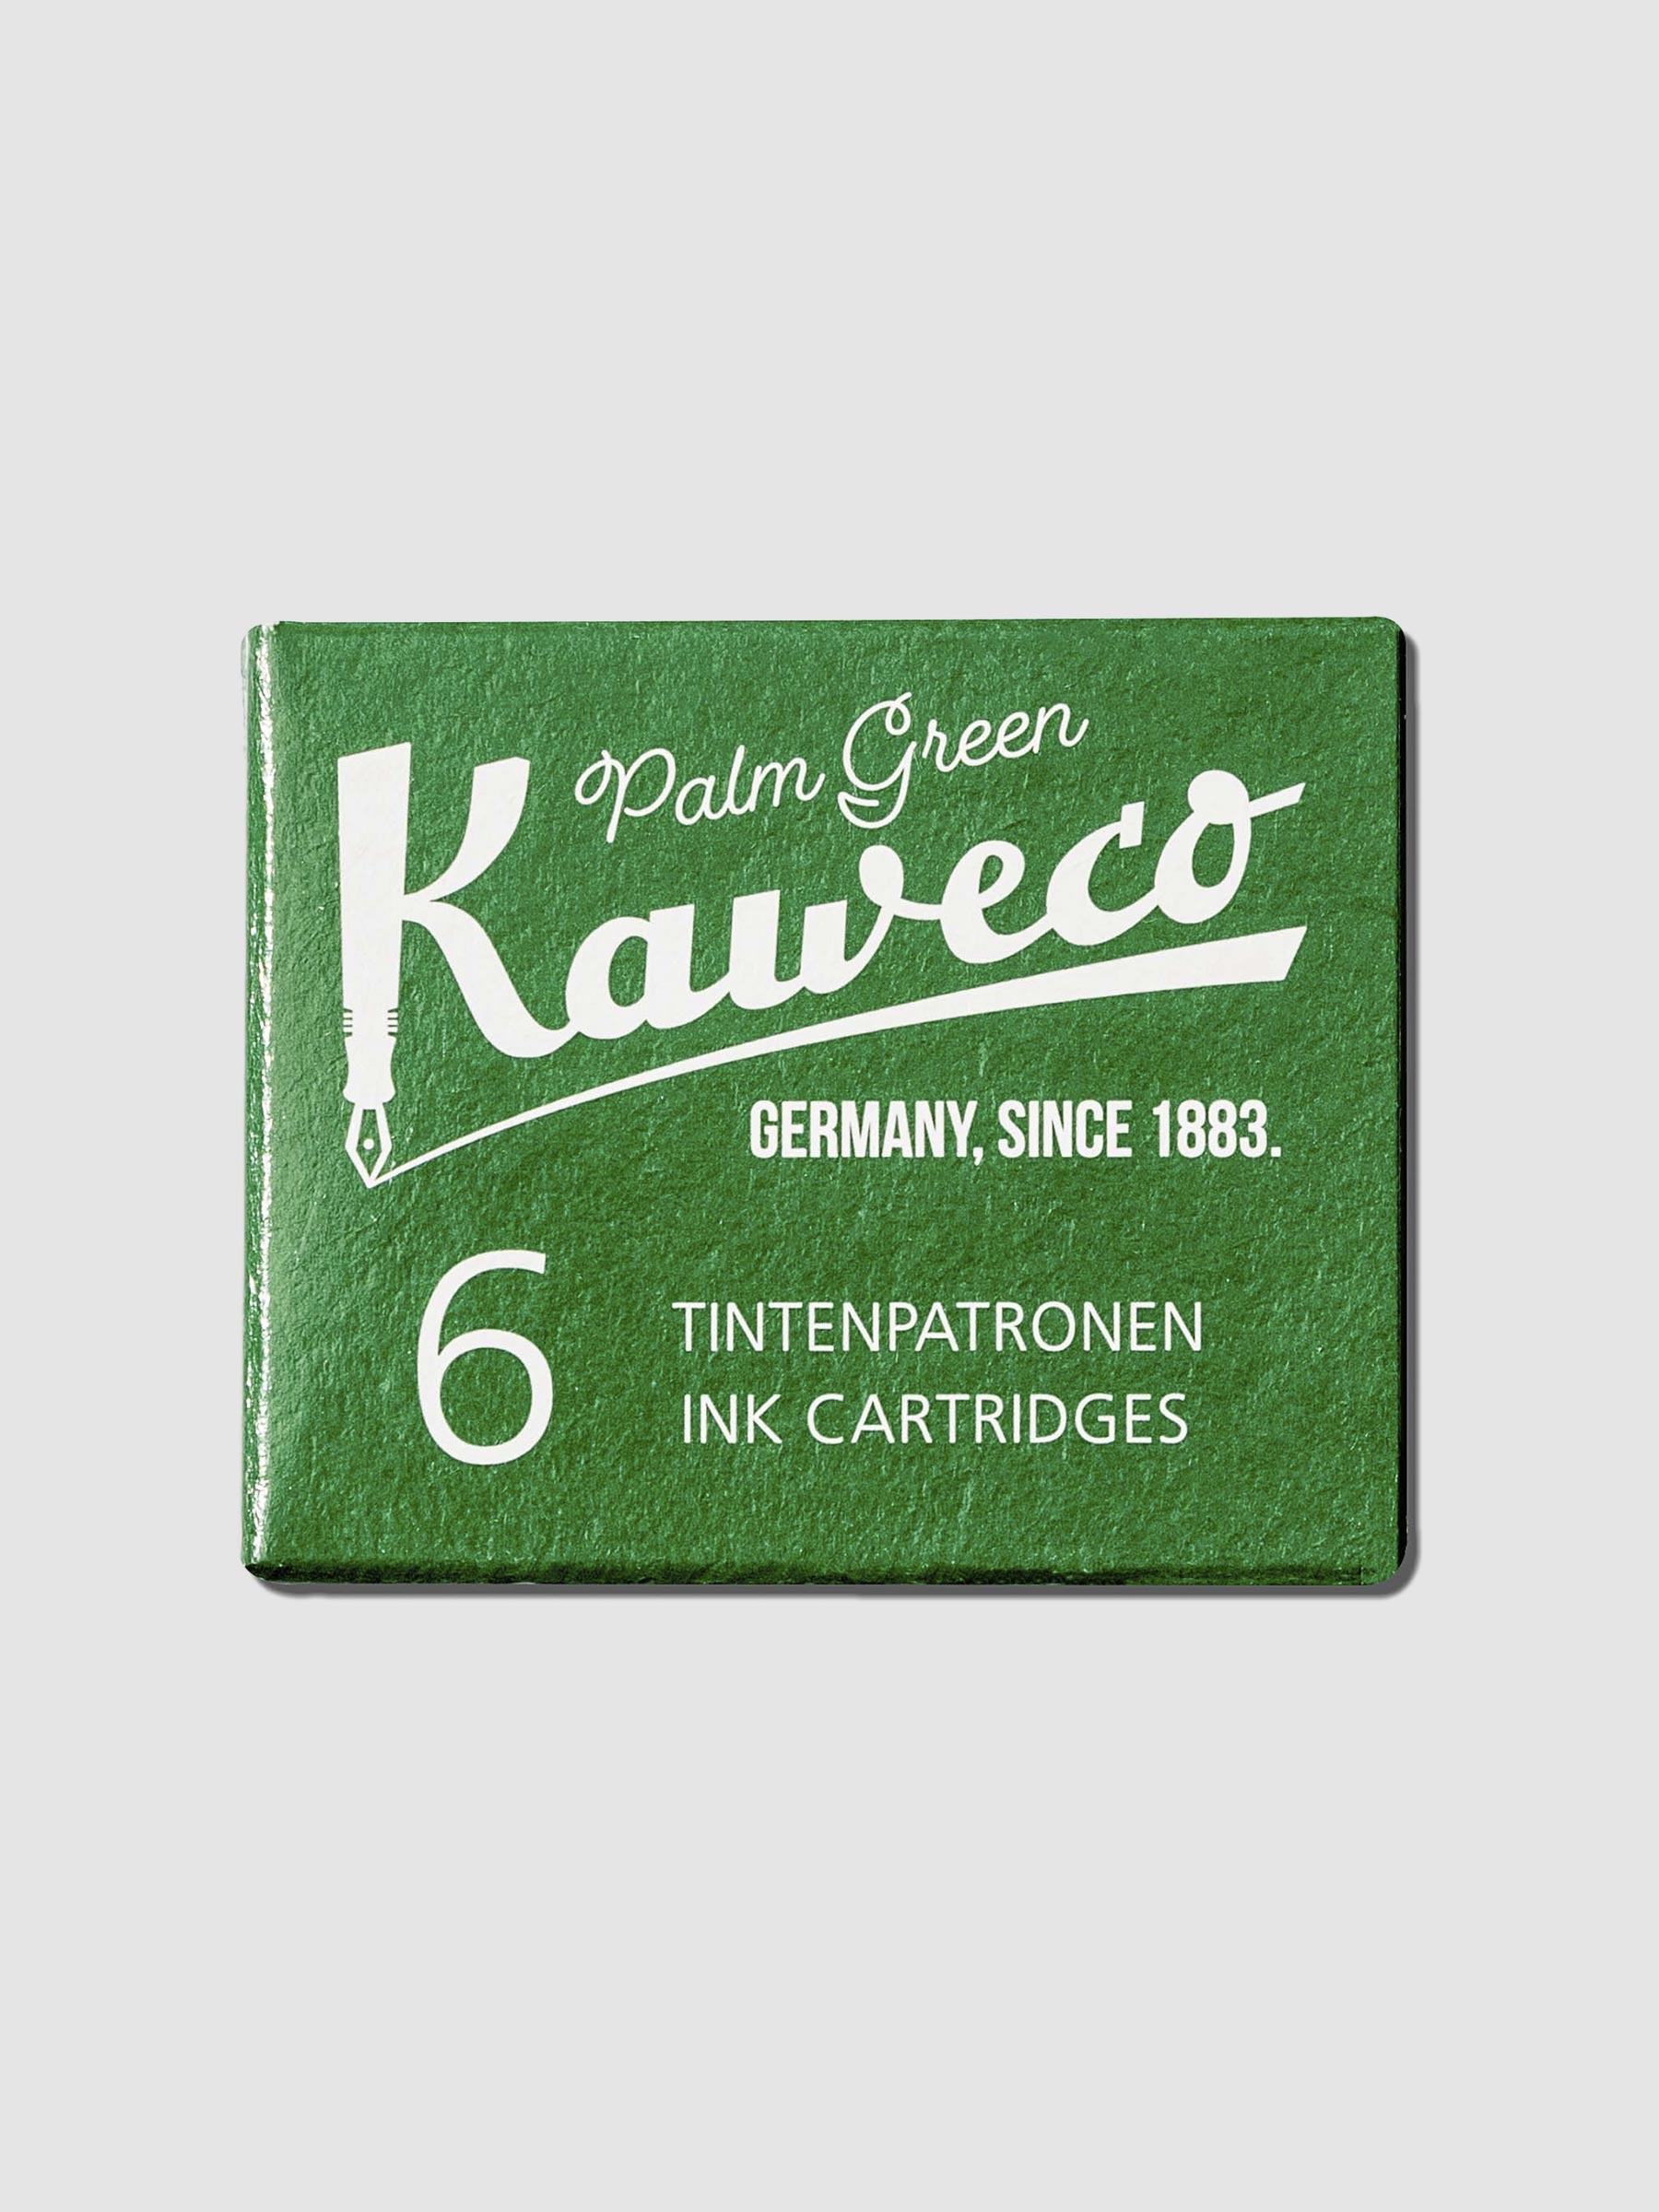 Palm Green
Kaweco
GERMANY, SINCE 1883.
6
TINTENPATRONEN
INK CARTRIDGES